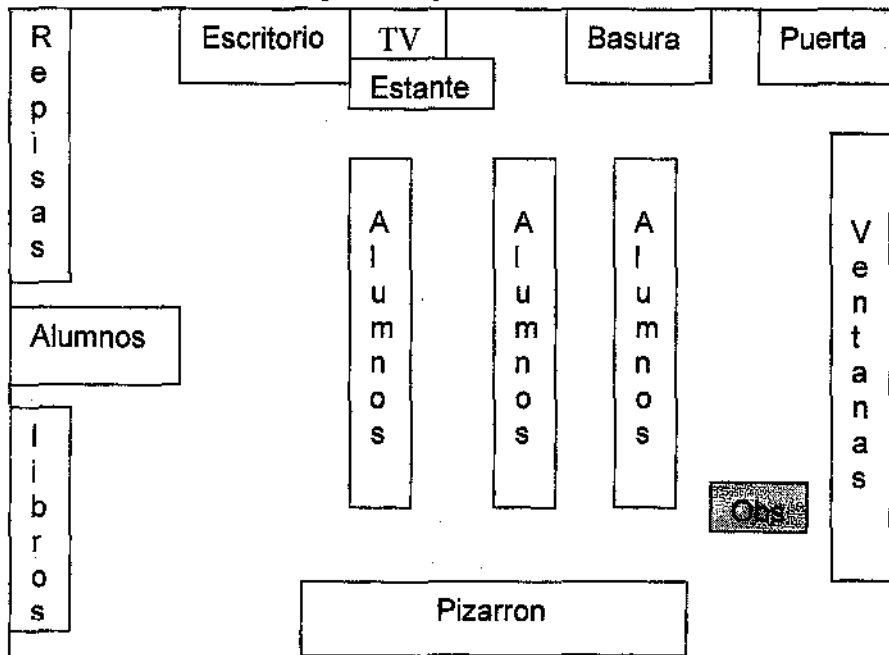 Repisas
Escritorio
TV
Estante
Basura
Puerta
Alumnos
Alumnos
Alumnos
Ventanas
Alumnos
libros
Obs
Pizarron